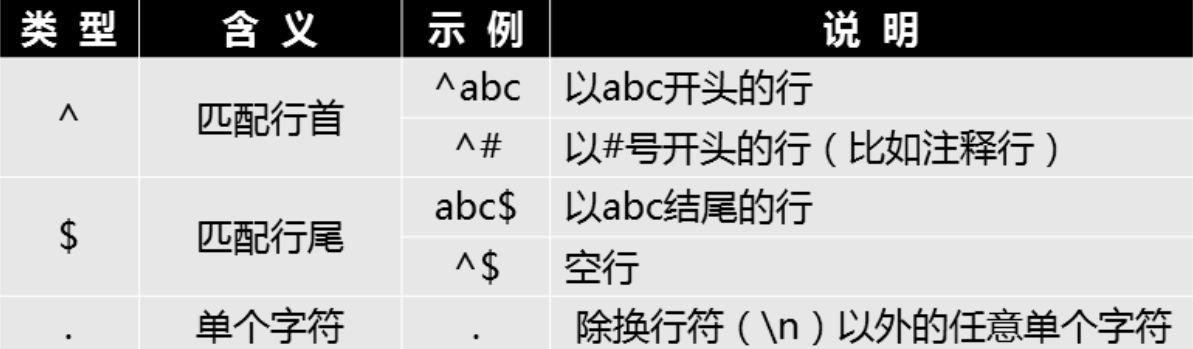 类 型 含 义 示 例 说 明
^ 匹配行首 ^abc 以abc开头的行
^# 以#号开头的行（比如注释行）
$ 匹配行尾 abc$ 以abc结尾的行
^$ 空行
. 单个字符 . 除换行符（\n）以外的任意单个字符